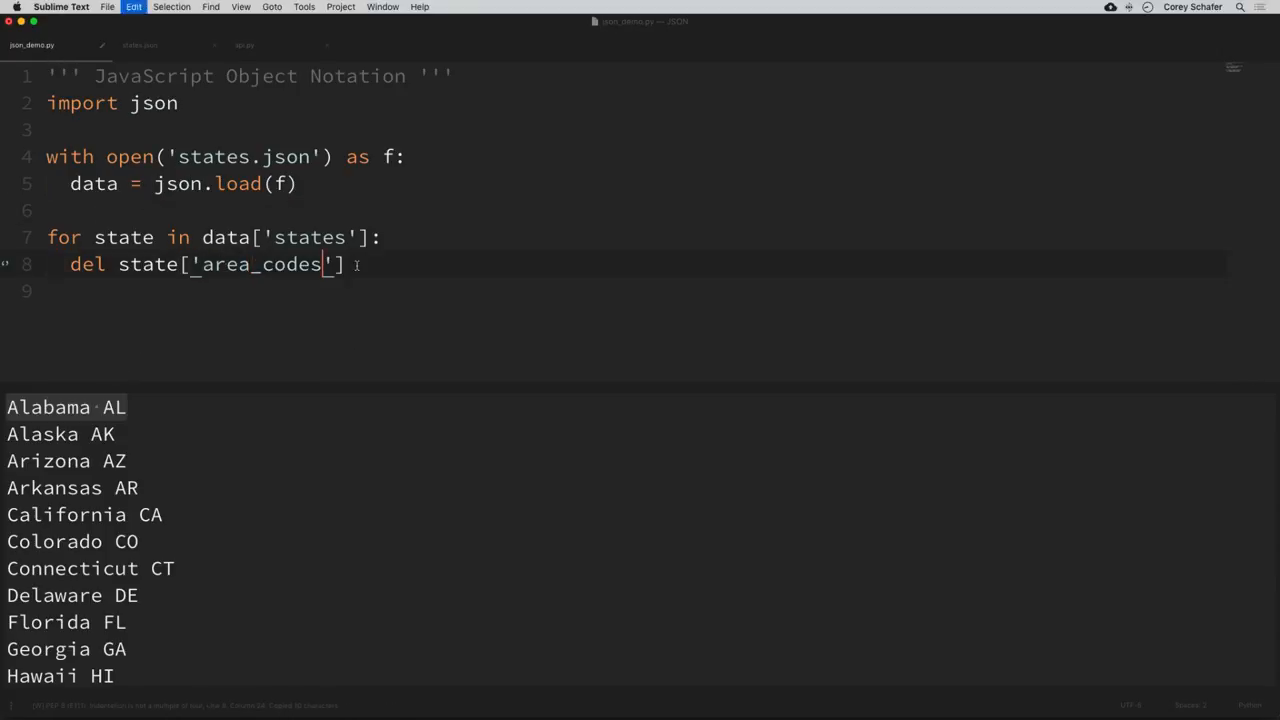 Sublime Text File Edit Selection Find View Goto Tools Project Window Help Corey Schafer
json_demo.py — JSON
json_demo.py states.json api.py
1 ''' JavaScript Object Notation '''
2 import json
3
4 with open('states.json') as f:
5 data = json.load(f)
6
7 for state in data['states']:
8 del state['area_codes']
9
Alabama AL
Alaska AK
Arizona AZ
Arkansas AR
California CA
Colorado CO
Connecticut CT
Delaware DE
Florida FL
Georgia GA
Hawaii HI
UTF-8 Spaces: 2 Python